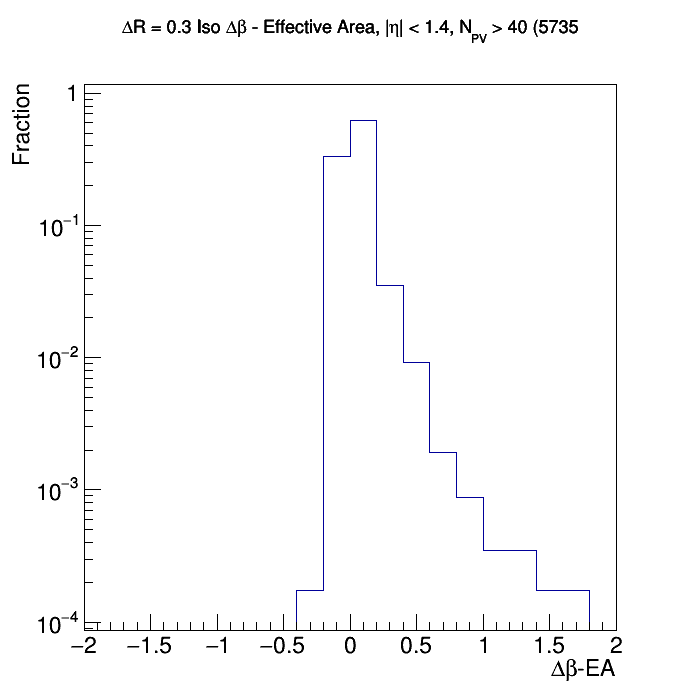 ΔR = 0.3 Iso Δβ - Effective Area, |η| < 1.4, N_PV > 40 (5735
Fraction
1
10⁻¹
10⁻²
10⁻³
10⁻⁴
−2 −1.5 −1 −0.5 0 0.5 1 1.5 2
Δβ-EA